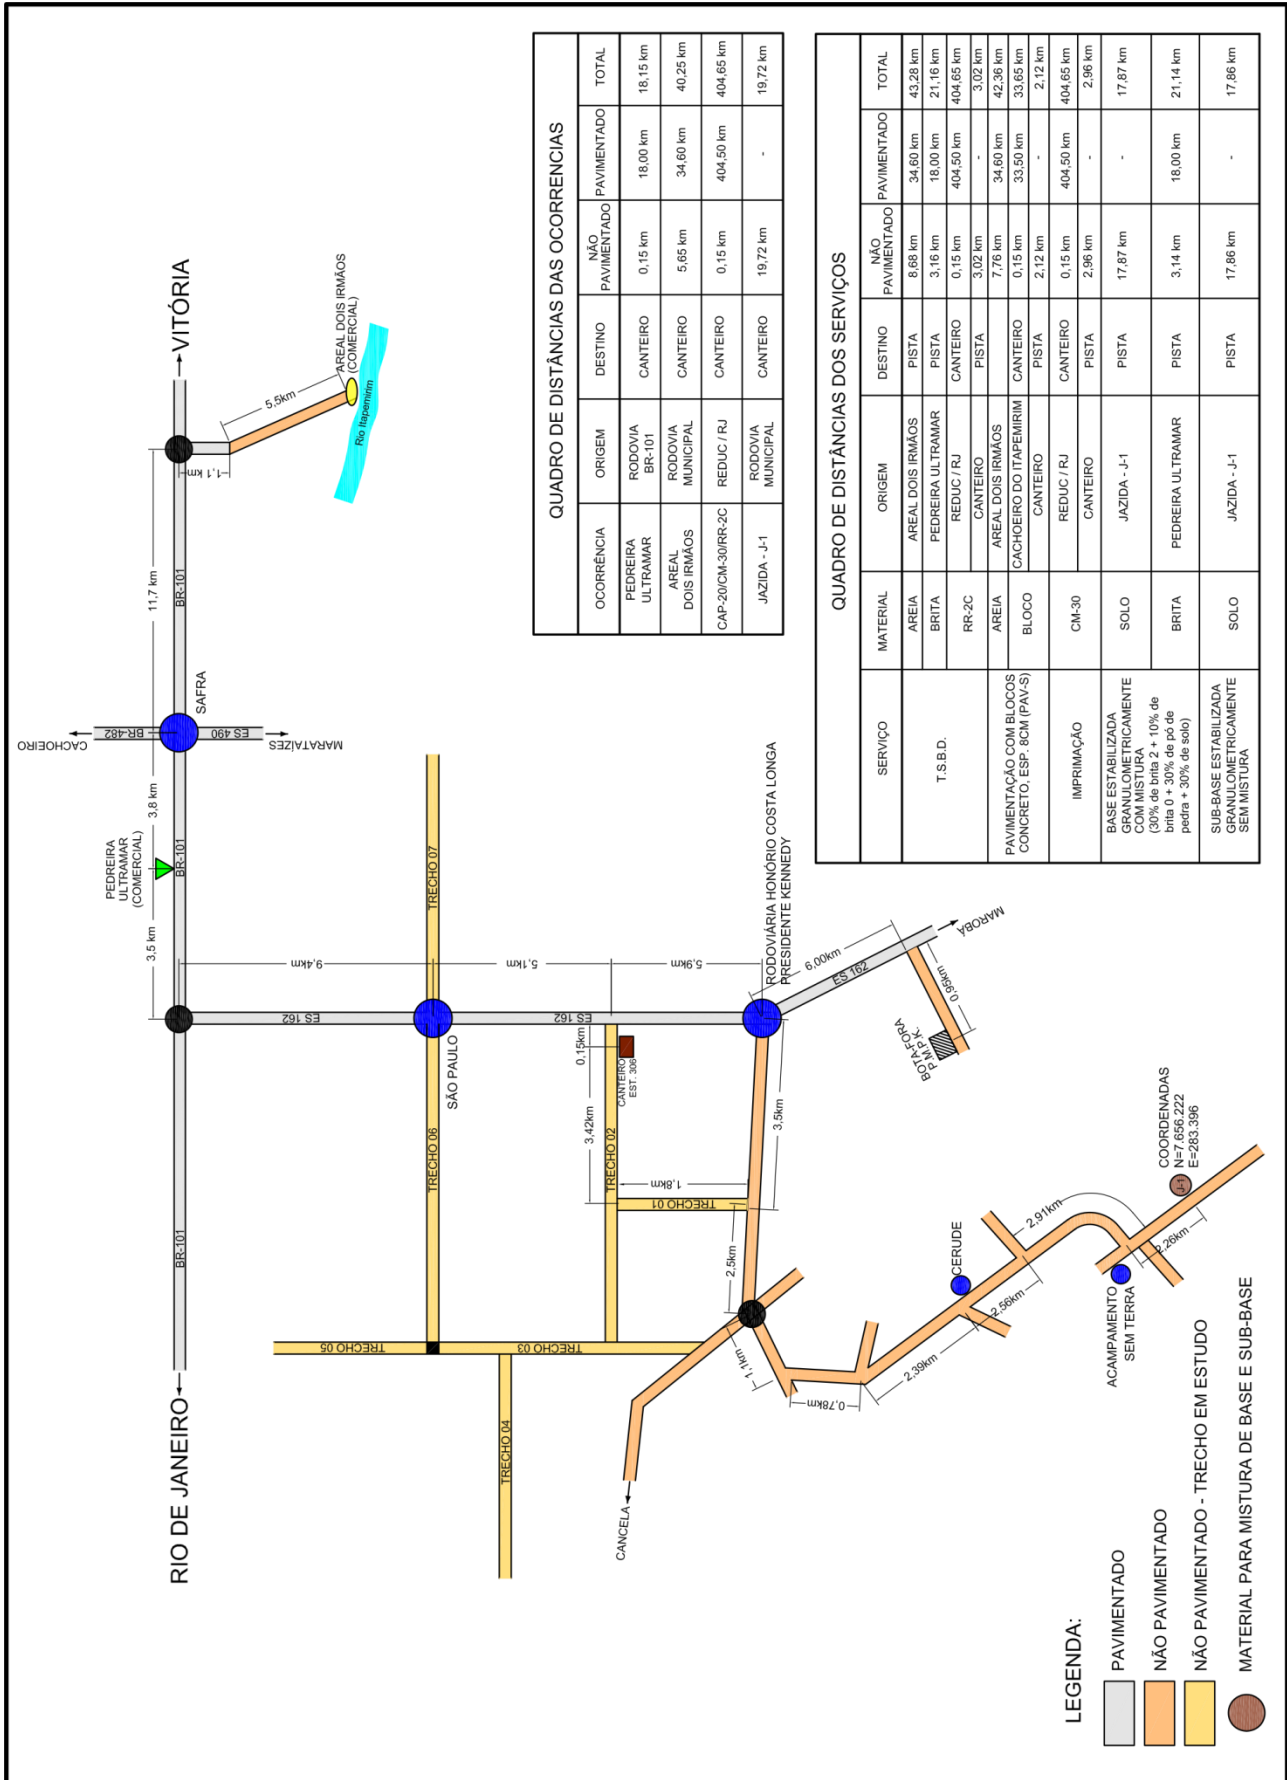 RIO DE JANEIRO
BR-101
3,5 km
PEDREIRA
ULTRAMAR
(COMERCIAL)
BR-101
3,8 km
CACHOEIRO
BR-482
SAFRA
ES 490
MARATAÍZES
11,7 km
BR-101
VITÓRIA
1,1 km
5,5km
AREAL DOIS IRMÃOS
(COMERCIAL)
Rio Itapemirim
ES 162
9,4km
TRECHO 05
TRECHO 06
SÃO PAULO
TRECHO 07
TRECHO 04
TRECHO 03
ES 162
5,1km
0,15km
CANTEIRO
EST. 306
3,42km
TRECHO 02
5,9km
TRECHO 01
1,8km
RODOVIÁRIA HONÓRIO COSTA LONGA
PRESIDENTE KENNEDY
3,5km
2,5km
CANCELA
1,1km
0,78km
2,39km
CERUDE
2,56km
2,91km
ACAMPAMENTO
SEM TERRA
2,26km
J-1
COORDENADAS
N=7.656.222
E=283.396
6,00km
ES 162
MAROBÁ
0,95km
BOTA-FORA
P.M.P.K.
LEGENDA:
PAVIMENTADO
NÃO PAVIMENTADO
NÃO PAVIMENTADO - TRECHO EM ESTUDO
MATERIAL PARA MISTURA DE BASE E SUB-BASE
QUADRO DE DISTÂNCIAS DAS OCORRENCIAS
OCORRÊNCIA ORIGEM DESTINO NÃO PAVIMENTADO PAVIMENTADO TOTAL
PEDREIRA ULTRAMAR RODOVIA BR-101 CANTEIRO 0,15 km 18,00 km 18,15 km
AREAL DOIS IRMÃOS RODOVIA MUNICIPAL CANTEIRO 5,65 km 34,60 km 40,25 km
CAP-20/CM-30/RR-2C REDUC / RJ CANTEIRO 0,15 km 404,50 km 404,65 km
JAZIDA - J-1 RODOVIA MUNICIPAL CANTEIRO 19,72 km - 19,72 km
QUADRO DE DISTÂNCIAS DOS SERVIÇOS
SERVIÇO MATERIAL ORIGEM DESTINO NÃO PAVIMENTADO PAVIMENTADO TOTAL
T.S.B.D. AREIA AREAL DOIS IRMÃOS PISTA 8,68 km 34,60 km 43,28 km
BRITA PEDREIRA ULTRAMAR PISTA 3,16 km 18,00 km 21,16 km
RR-2C REDUC / RJ CANTEIRO 0,15 km 404,50 km 404,65 km
CANTEIRO PISTA 3,02 km - 3,02 km
PAVIMENTAÇÃO COM BLOCOS
CONCRETO, ESP. 8CM (PAV-S)
AREIA AREAL DOIS IRMÃOS PISTA 7,76 km 34,60 km 42,36 km
BLOCO CACHOEIRO DO ITAPEMIRIM CANTEIRO 0,15 km 33,50 km 33,65 km
CANTEIRO PISTA 2,12 km - 2,12 km
IMPRIMAÇÃO CM-30 REDUC / RJ CANTEIRO 0,15 km 404,50 km 404,65 km
CANTEIRO PISTA 2,96 km - 2,96 km
BASE ESTABILIZADA
GRANULOMETRICAMENTE
COM MISTURA
(30% de brita 2 + 10% de
brita 0 + 30% de pó de
pedra + 30% de solo)
SOLO JAZIDA - J-1 PISTA 17,87 km - 17,87 km
BRITA PEDREIRA ULTRAMAR PISTA 3,14 km 18,00 km 21,14 km
SUB-BASE ESTABILIZADA
GRANULOMETRICAMENTE
SEM MISTURA
SOLO JAZIDA - J-1 PISTA 17,86 km - 17,86 km